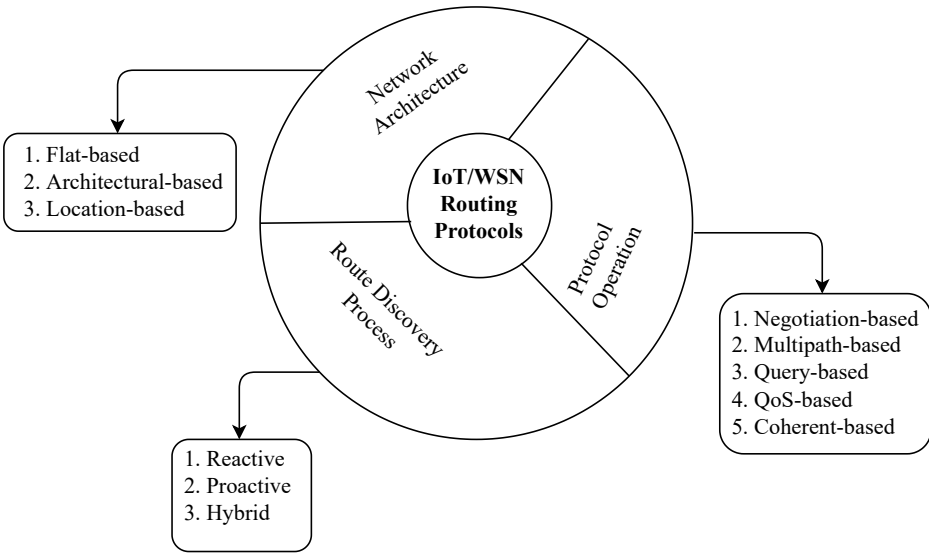 Network
Architecture
1. Flat-based
2. Architectural-based
3. Location-based
IoT/WSN
Routing
Protocols
Protocol
Operation
Route Discovery
Process
1. Negotiation-based
2. Multipath-based
3. Query-based
4. QoS-based
5. Coherent-based
1. Reactive
2. Proactive
3. Hybrid